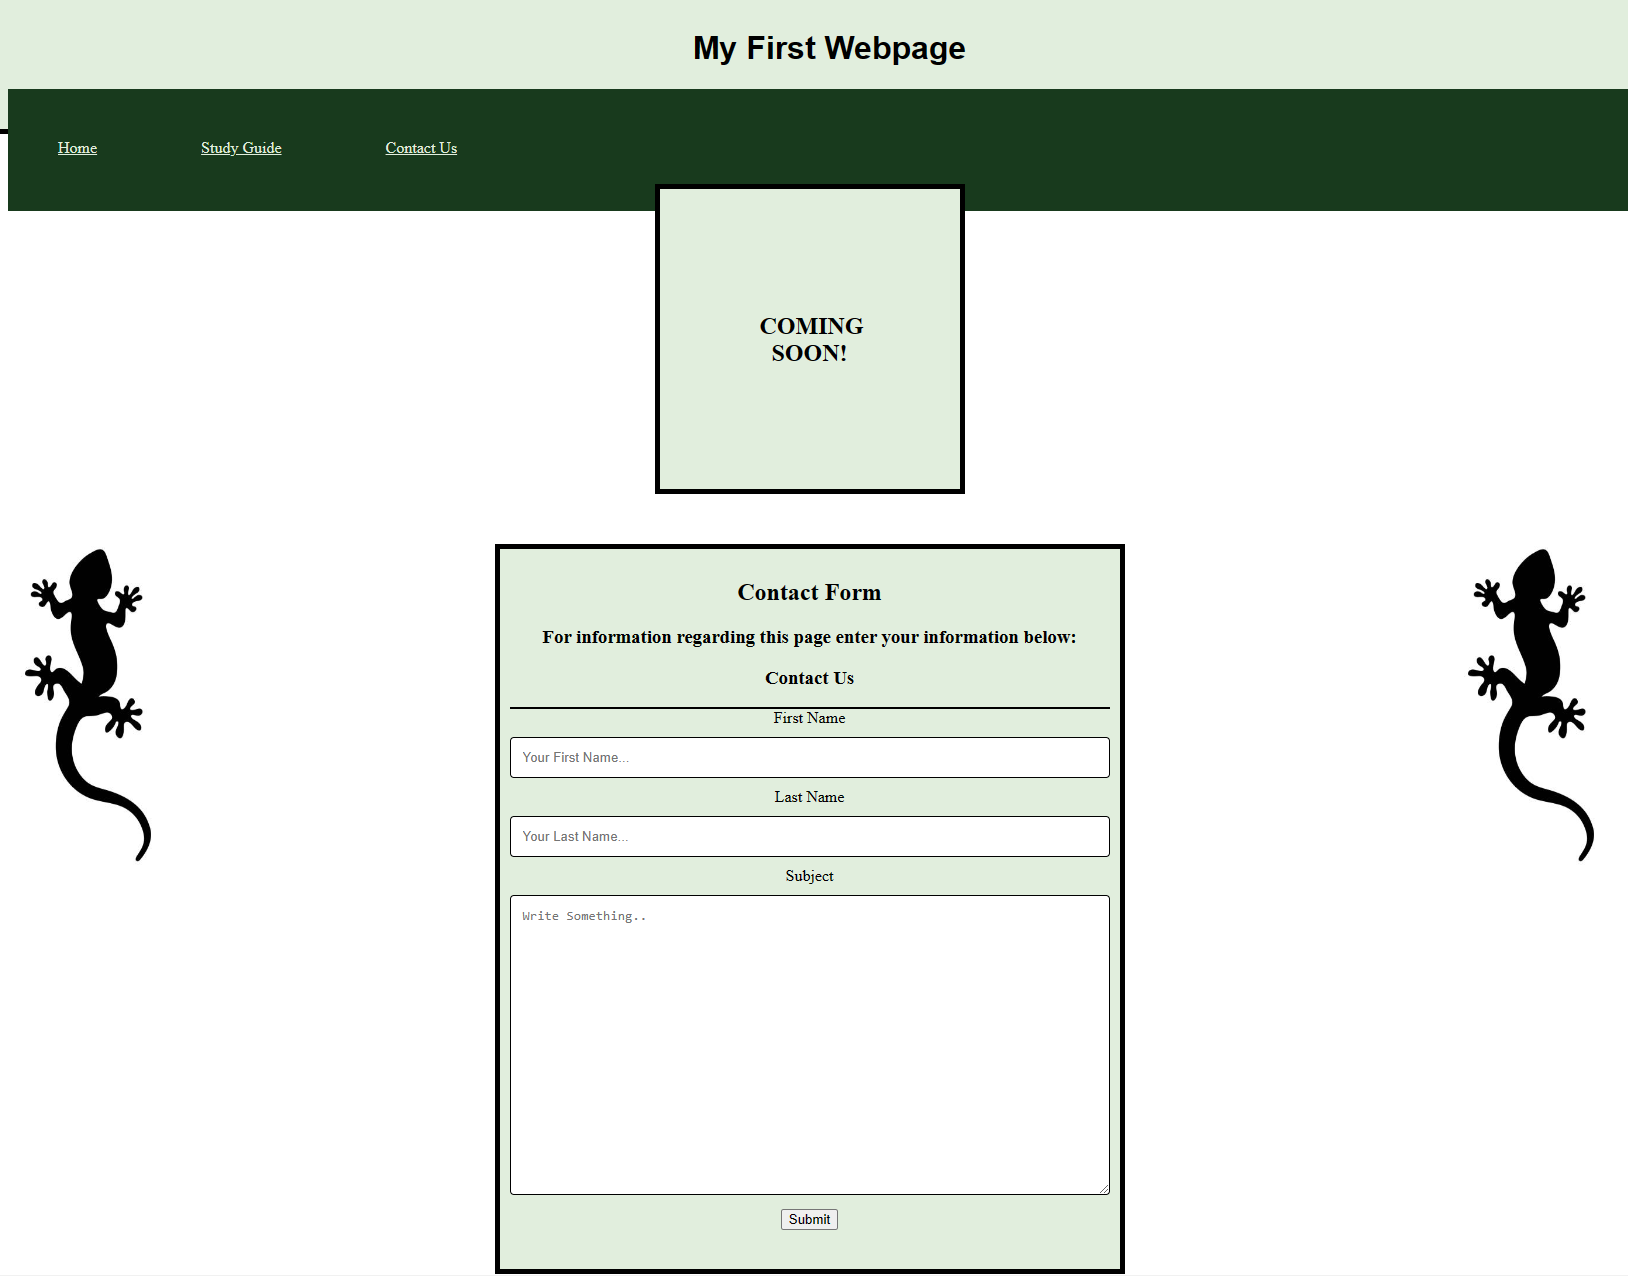 My First Webpage
Home Study Guide Contact Us
COMING
SOON!
Contact Form
For information regarding this page enter your information below:
Contact Us
First Name
Your First Name...
Last Name
Your Last Name...
Subject
Write Something..
Submit